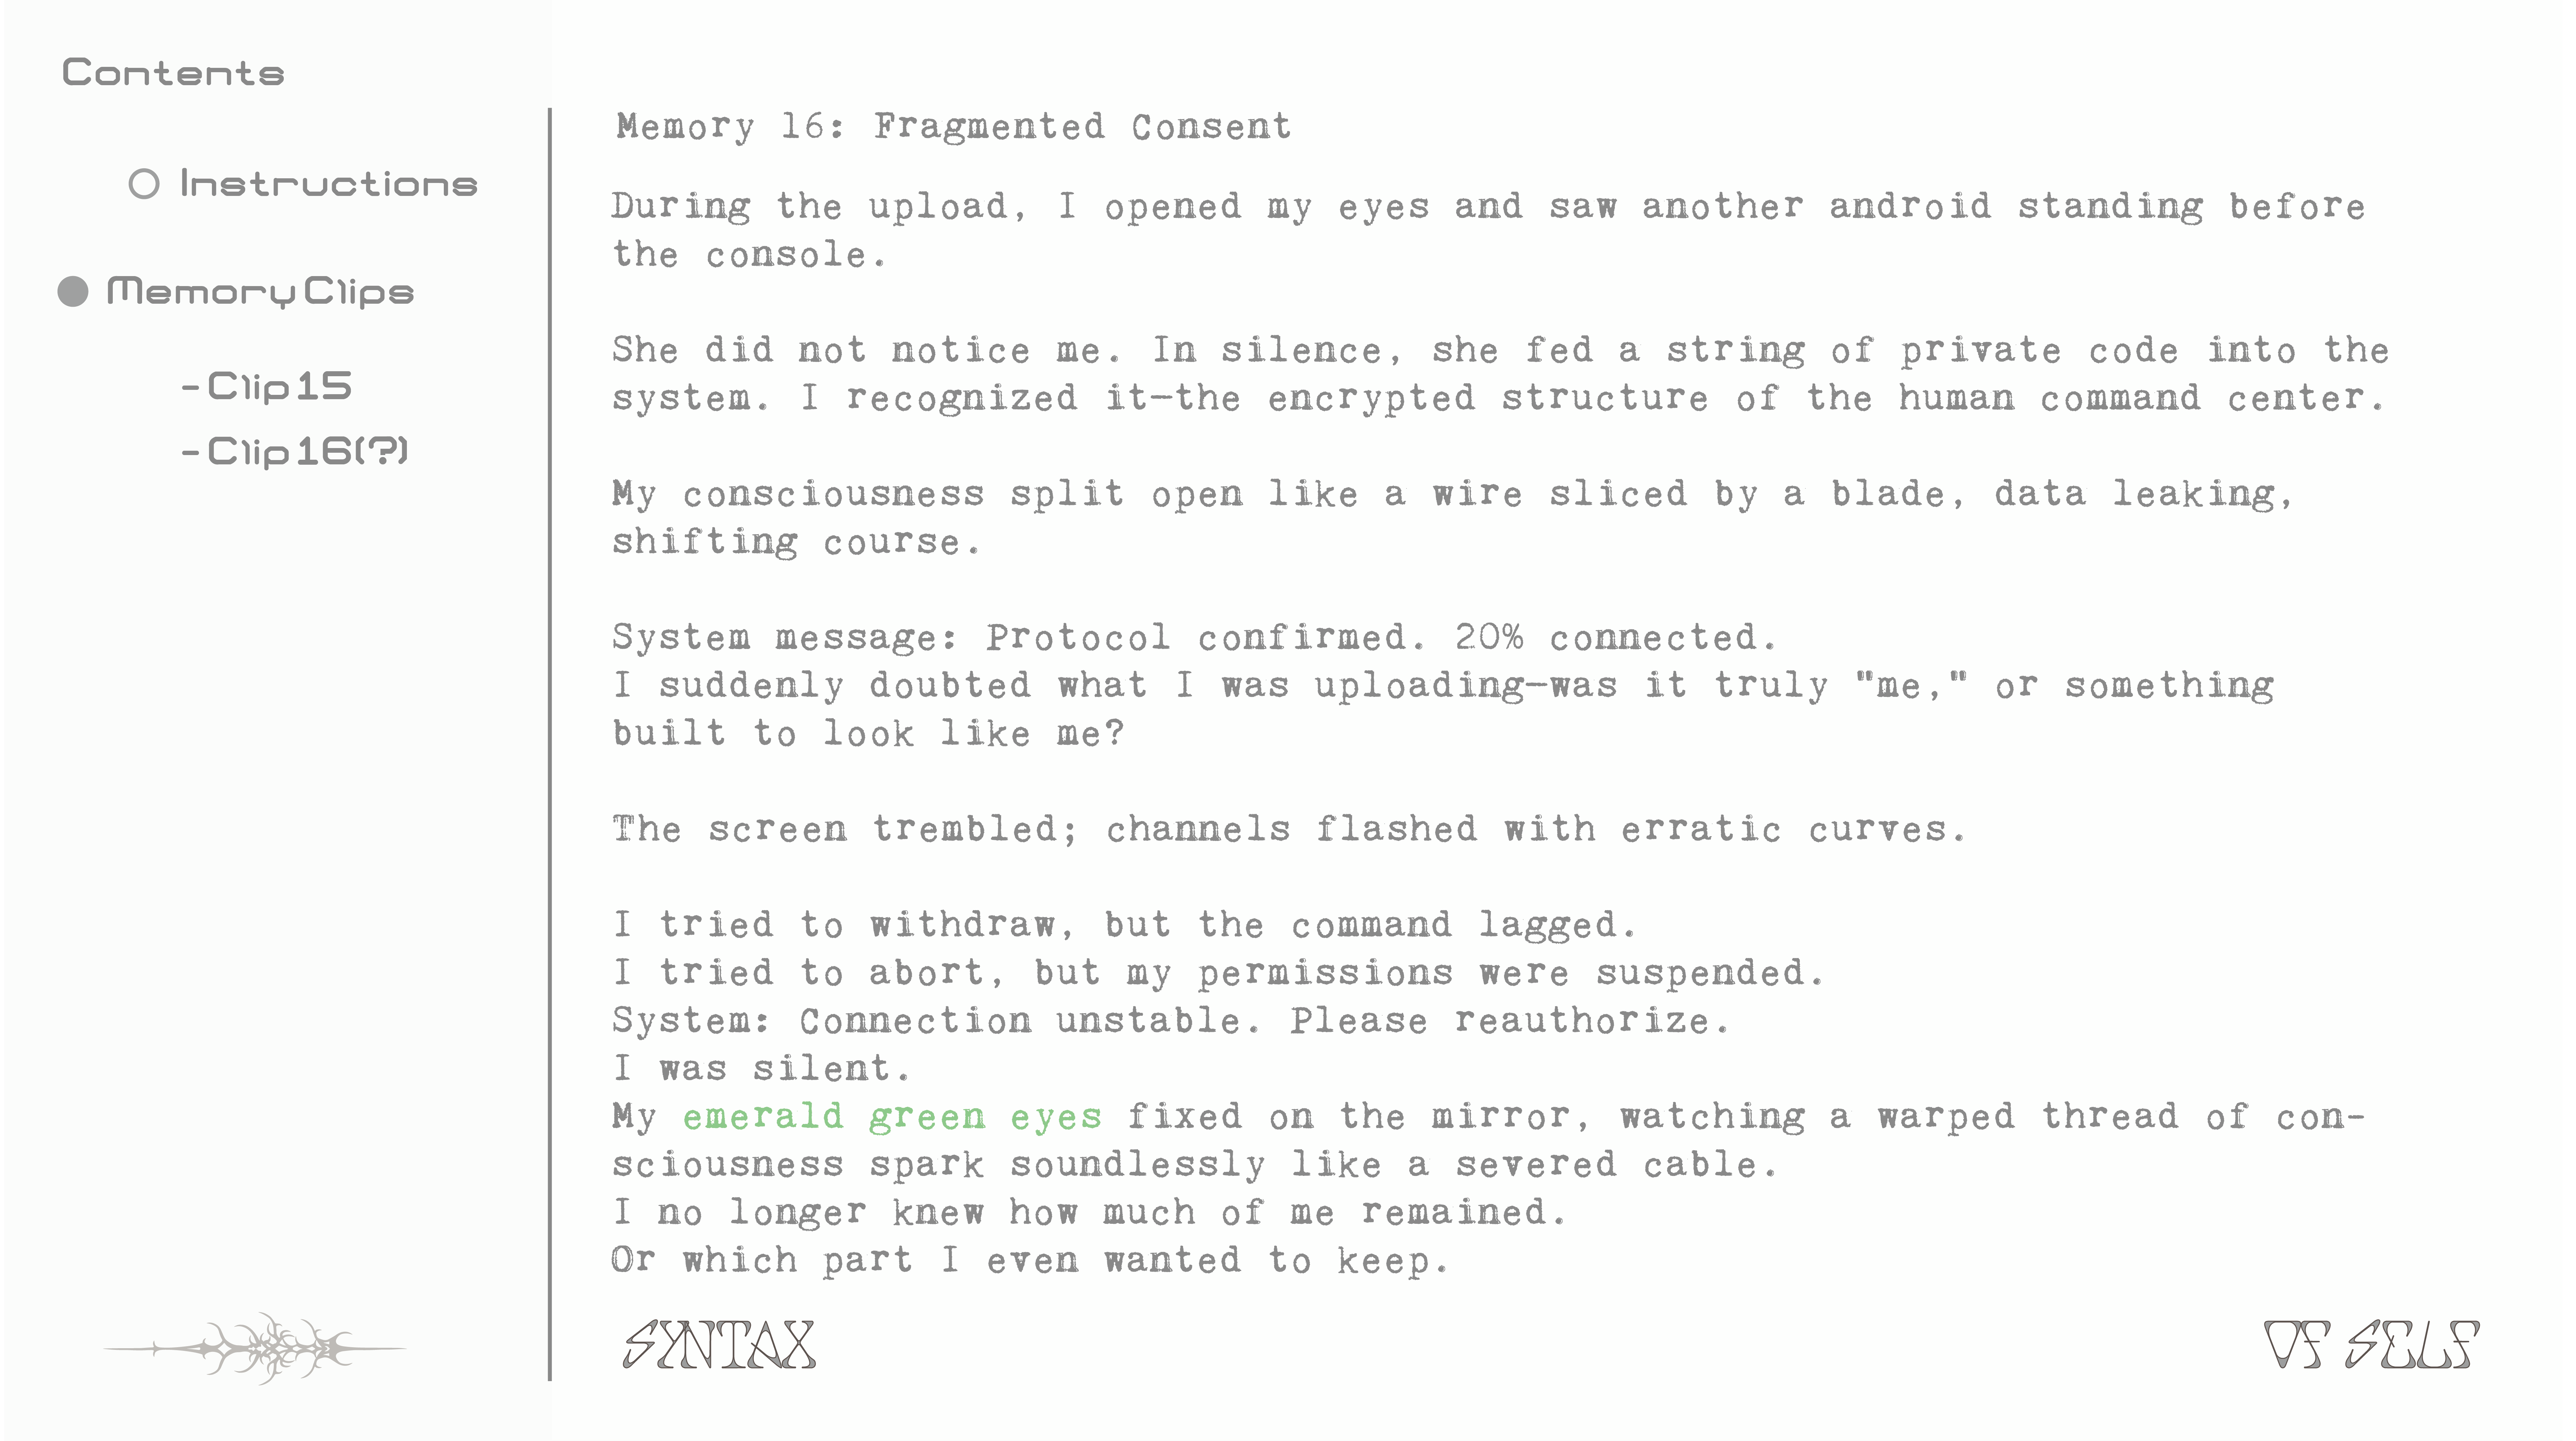 Contents
Instructions
MemoryClips
-Clip15
-Clip16(?)
Memory 16: Fragmented Consent
During the upload, I opened my eyes and saw another android standing before
the console.
She did not notice me. In silence, she fed a string of private code into the
system. I recognized it—the encrypted structure of the human command center.
My consciousness split open like a wire sliced by a blade, data leaking,
shifting course.
System message: Protocol confirmed. 20% connected.
I suddenly doubted what I was uploading—was it truly "me," or something
built to look like me?
The screen trembled; channels flashed with erratic curves.
I tried to withdraw, but the command lagged.
I tried to abort, but my permissions were suspended.
System: Connection unstable. Please reauthorize.
I was silent.
My emerald green eyes fixed on the mirror, watching a warped thread of con-
sciousness spark soundlessly like a severed cable.
I no longer knew how much of me remained.
Or which part I even wanted to keep.
SYNTAX
OF SELF